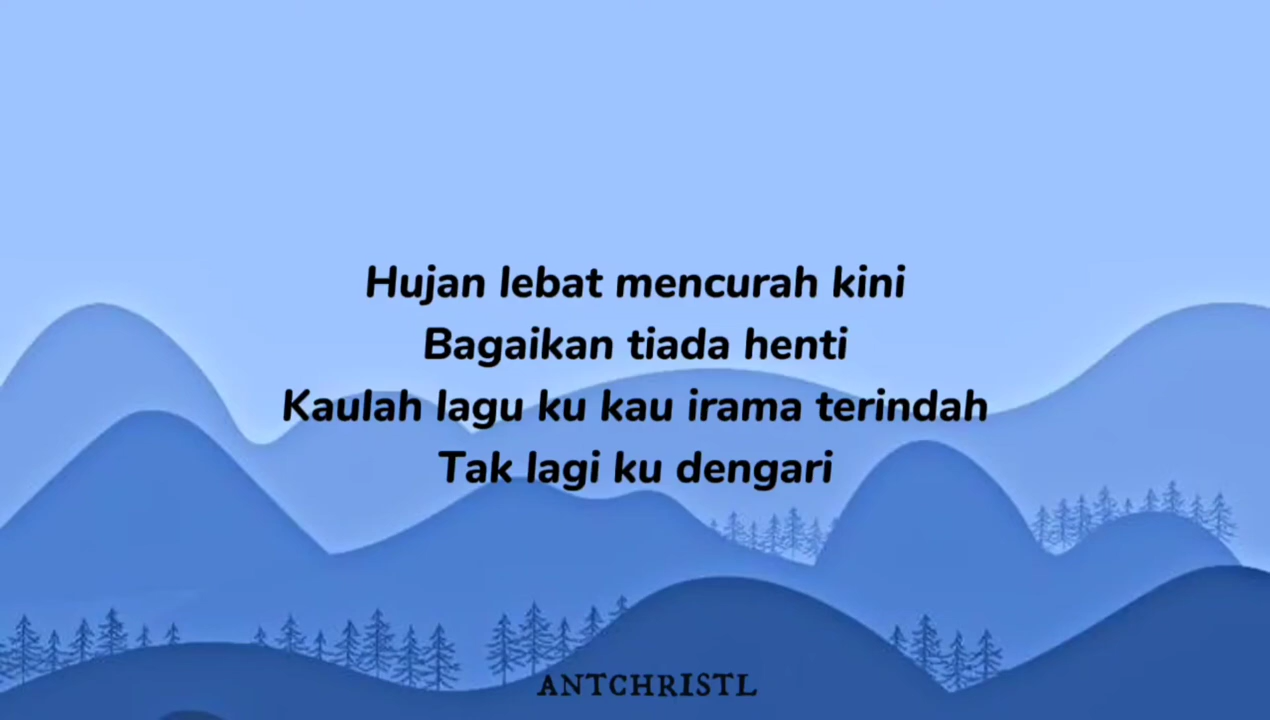 Hujan lebat mencurah kini
Bagaikan tiada henti
Kaulah lagu ku kau irama terindah
Tak lagi ku dengari
ANTCHRISTL